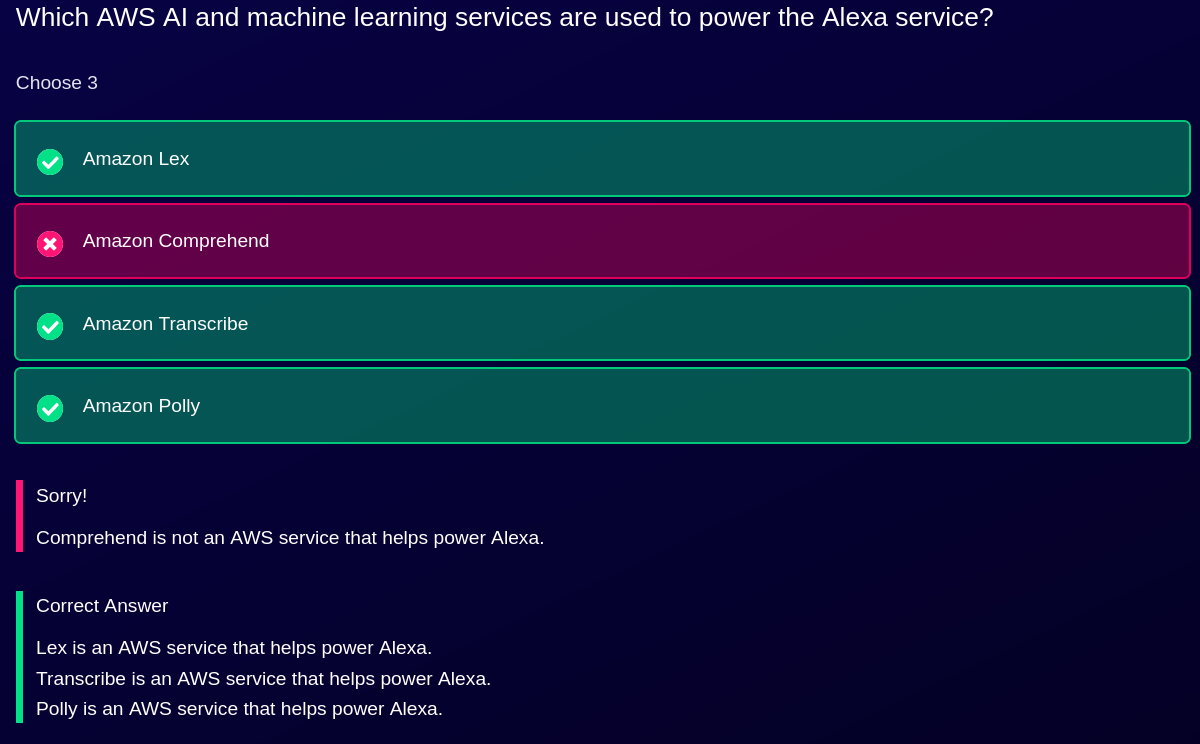 Which AWS AI and machine learning services are used to power the Alexa service?
Choose 3
Amazon Lex
Amazon Comprehend
Amazon Transcribe
Amazon Polly
Sorry!
Comprehend is not an AWS service that helps power Alexa.
Correct Answer
Lex is an AWS service that helps power Alexa.
Transcribe is an AWS service that helps power Alexa.
Polly is an AWS service that helps power Alexa.